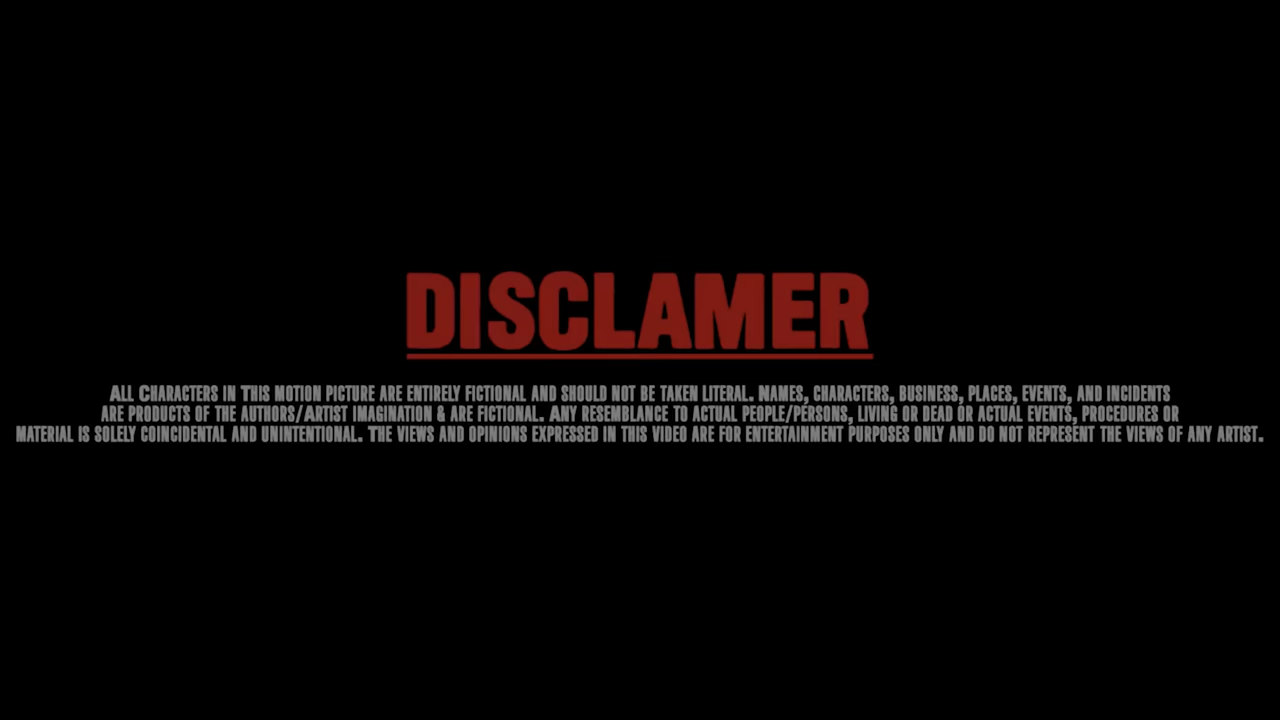 DISCLAMER
ALL CHARACTERS IN THIS MOTION PICTURE ARE ENTIRELY FICTIONAL AND SHOULD NOT BE TAKEN LITERAL. NAMES, CHARACTERS, BUSINESS, PLACES, EVENTS, AND INCIDENTS
ARE PRODUCTS OF THE AUTHORS/ARTIST IMAGINATION & ARE FICTIONAL. ANY RESEMBLANCE TO ACTUAL PEOPLE/PERSONS, LIVING OR DEAD OR ACTUAL EVENTS, PROCEDURES OR
MATERIAL IS SOLELY COINCIDENTAL AND UNINTENTIONAL. THE VIEWS AND OPINIONS EXPRESSED IN THIS VIDEO ARE FOR ENTERTAINMENT PURPOSES ONLY AND DO NOT REPRESENT THE VIEWS OF ANY ARTIST.